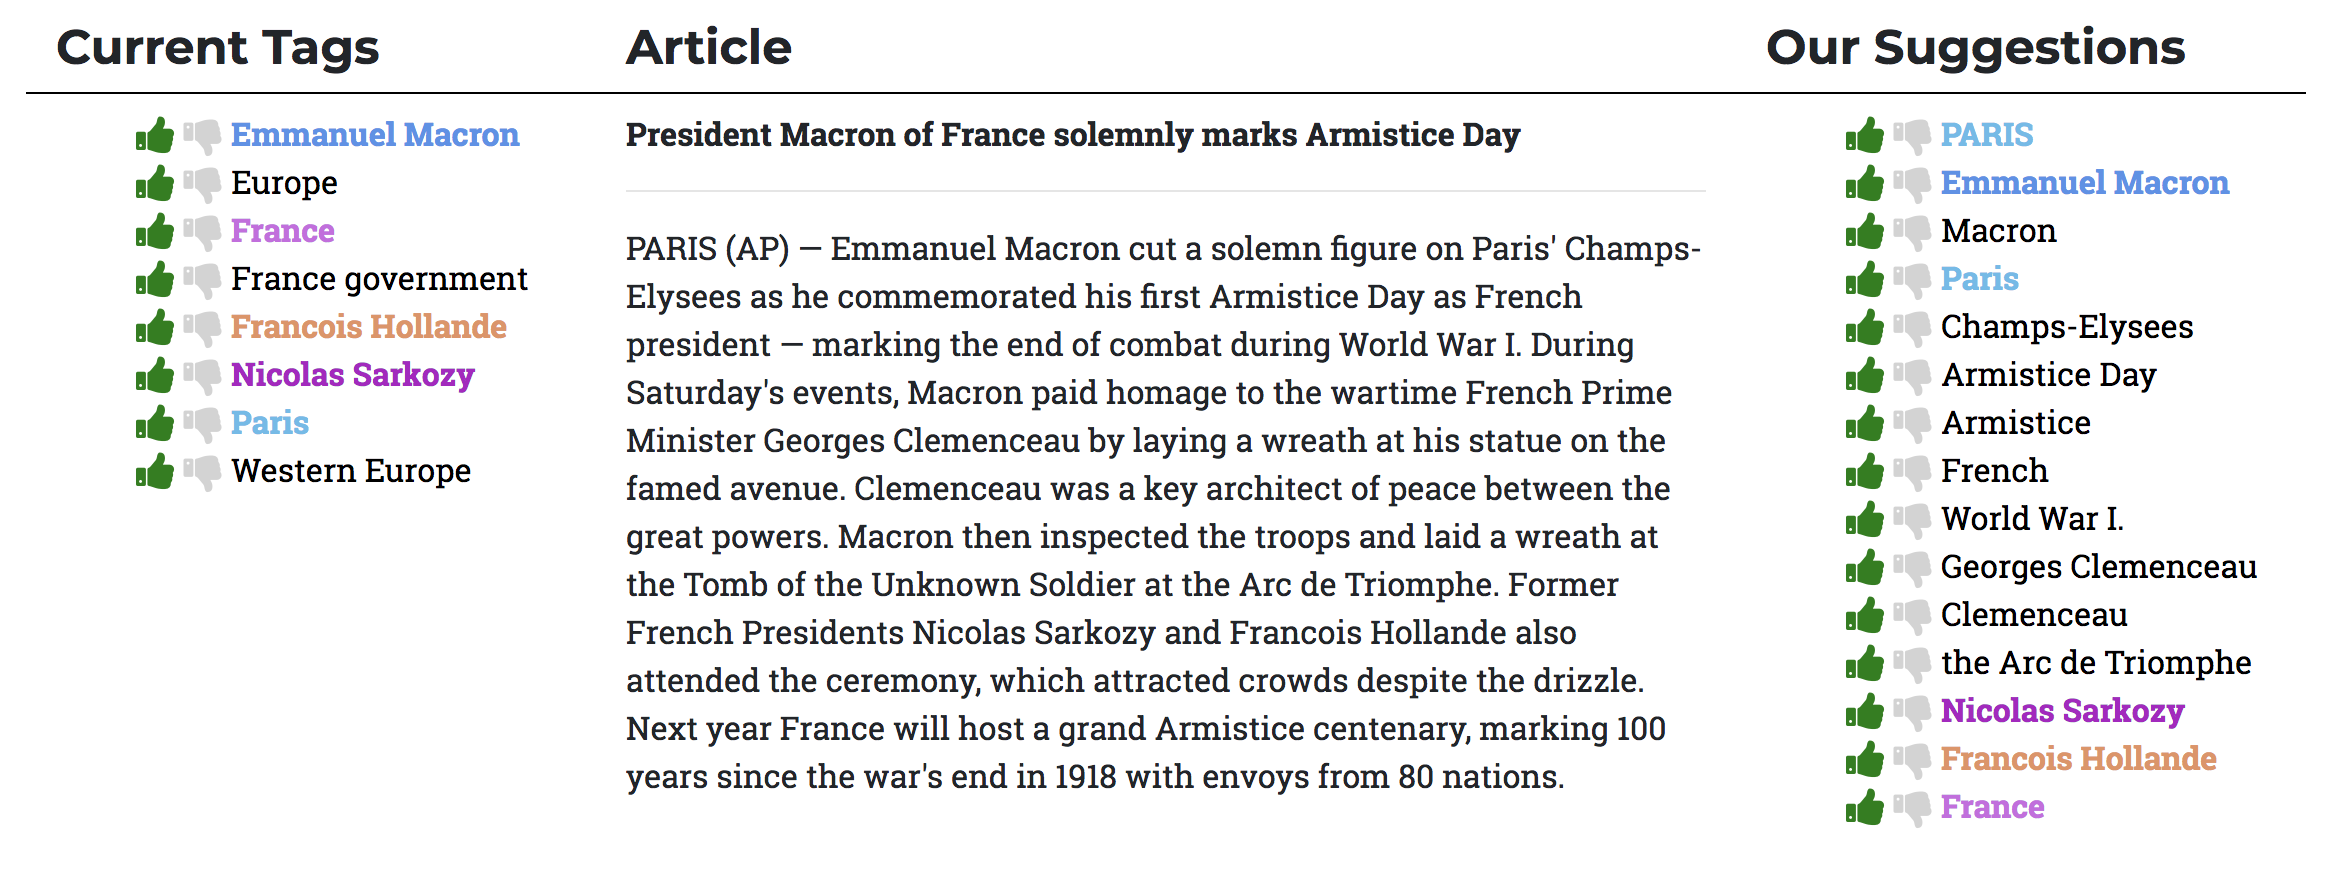 Current Tags
Emmanuel Macron
Europe
France
France government
Francois Hollande
Nicolas Sarkozy
Paris
Western Europe
Article
President Macron of France solemnly marks Armistice Day
PARIS (AP) — Emmanuel Macron cut a solemn figure on Paris' Champs-
Elysees as he commemorated his first Armistice Day as French
president — marking the end of combat during World War I. During
Saturday's events, Macron paid homage to the wartime French Prime
Minister Georges Clemenceau by laying a wreath at his statue on the
famed avenue. Clemenceau was a key architect of peace between the
great powers. Macron then inspected the troops and laid a wreath at
the Tomb of the Unknown Soldier at the Arc de Triomphe. Former
French Presidents Nicolas Sarkozy and Francois Hollande also
attended the ceremony, which attracted crowds despite the drizzle.
Next year France will host a grand Armistice centenary, marking 100
years since the war's end in 1918 with envoys from 80 nations.
Our Suggestions
PARIS
Emmanuel Macron
Macron
Paris
Champs-Elysees
Armistice Day
Armistice
French
World War I.
Georges Clemenceau
Clemenceau
the Arc de Triomphe
Nicolas Sarkozy
Francois Hollande
France